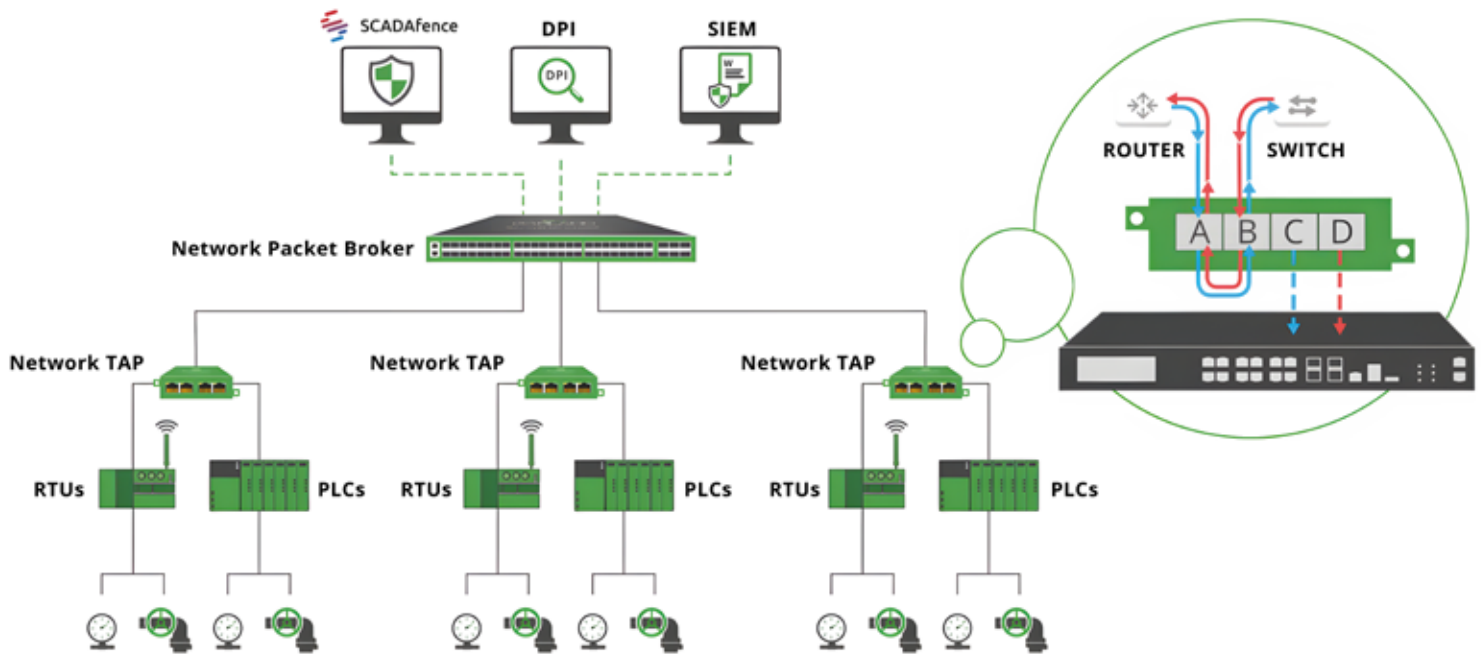 SCADAfence
DPI
SIEM
DPI
W
ROUTER
SWITCH
A B C D
Network Packet Broker
Network TAP
Network TAP
Network TAP
RTUs
PLCs
RTUs
PLCs
RTUs
PLCs